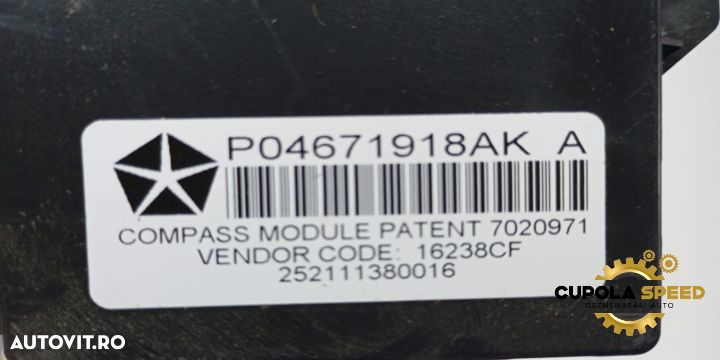 P04671918AK A
COMPASS MODULE PATENT 7020971
VENDOR CODE: 16238CF
252111380016
CUPOLA SPEED
DEZMEMBRARI AUTO
AUTOVIT.RO